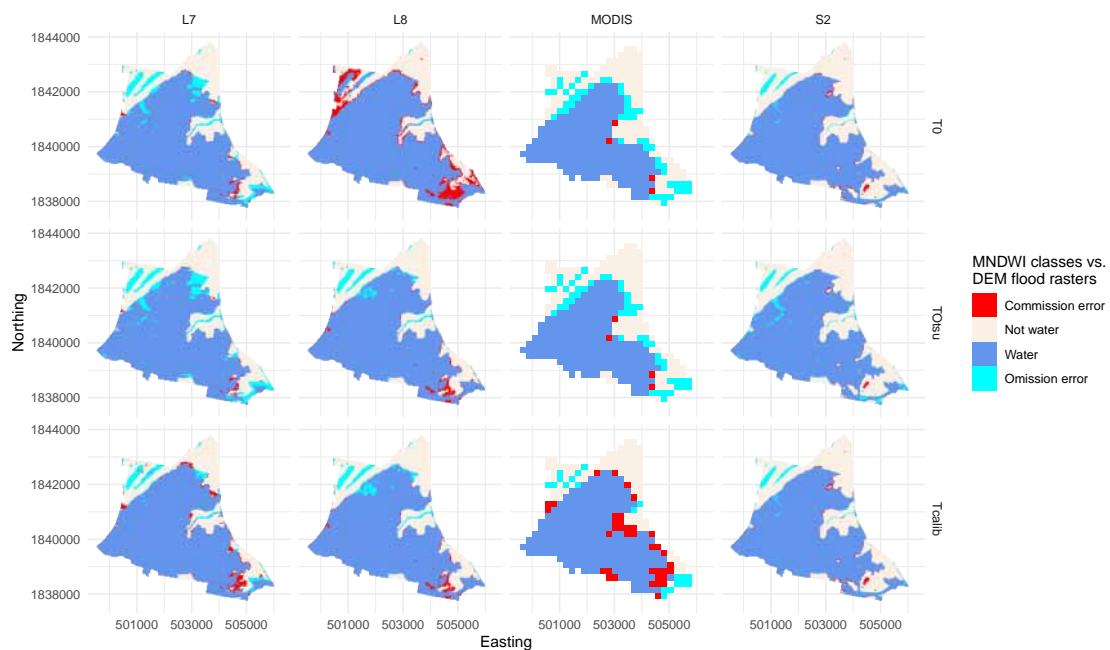 L7 L8 MODIS S2
1844000
1842000
1840000
1838000
T0
1844000
1842000
1840000
1838000
TOtsu
1844000
1842000
1840000
1838000
Tcalib
501000 503000 505000 501000 503000 505000 501000 503000 505000 501000 503000 505000
Easting
Northing
MNDWI classes vs.
DEM flood rasters
Commission error
Not water
Water
Omission error